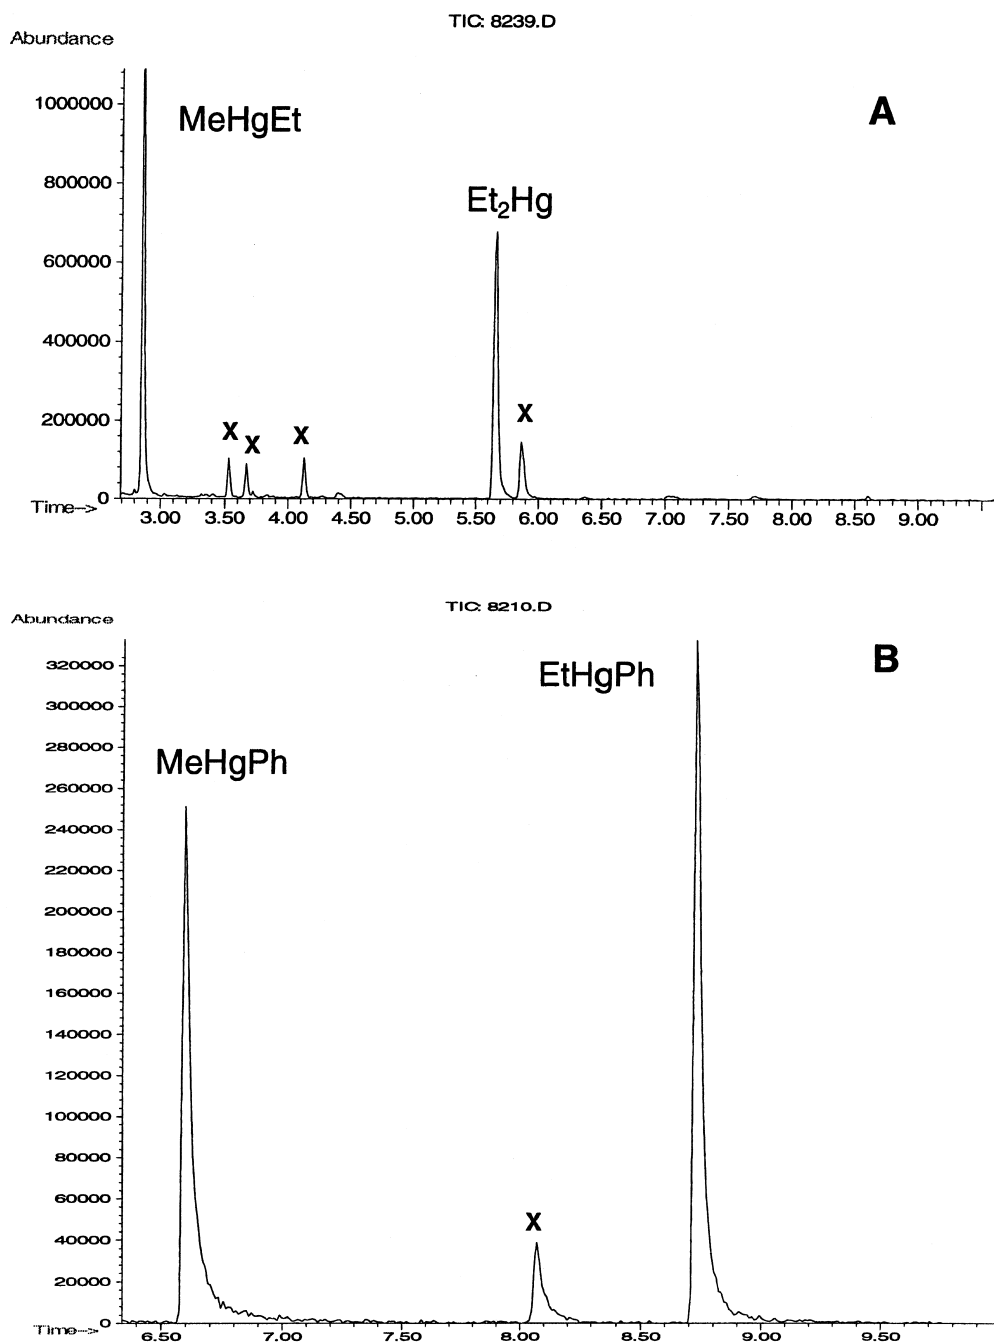 TIC: 8239.D
Abundance
A
MeHgEt
Et₂Hg
1000000
800000
600000
400000
200000
0
X X X X
Time-->
3.00 3.50 4.00 4.50 5.00 5.50 6.00 6.50 7.00 7.50 8.00 8.50 9.00
TIC: 8210.D
Abundance
B
EtHgPh
MeHgPh
320000
300000
280000
260000
240000
220000
200000
180000
160000
140000
120000
100000
80000
60000
40000
20000
0
X
Time-->
6.50 7.00 7.50 8.00 8.50 9.00 9.50